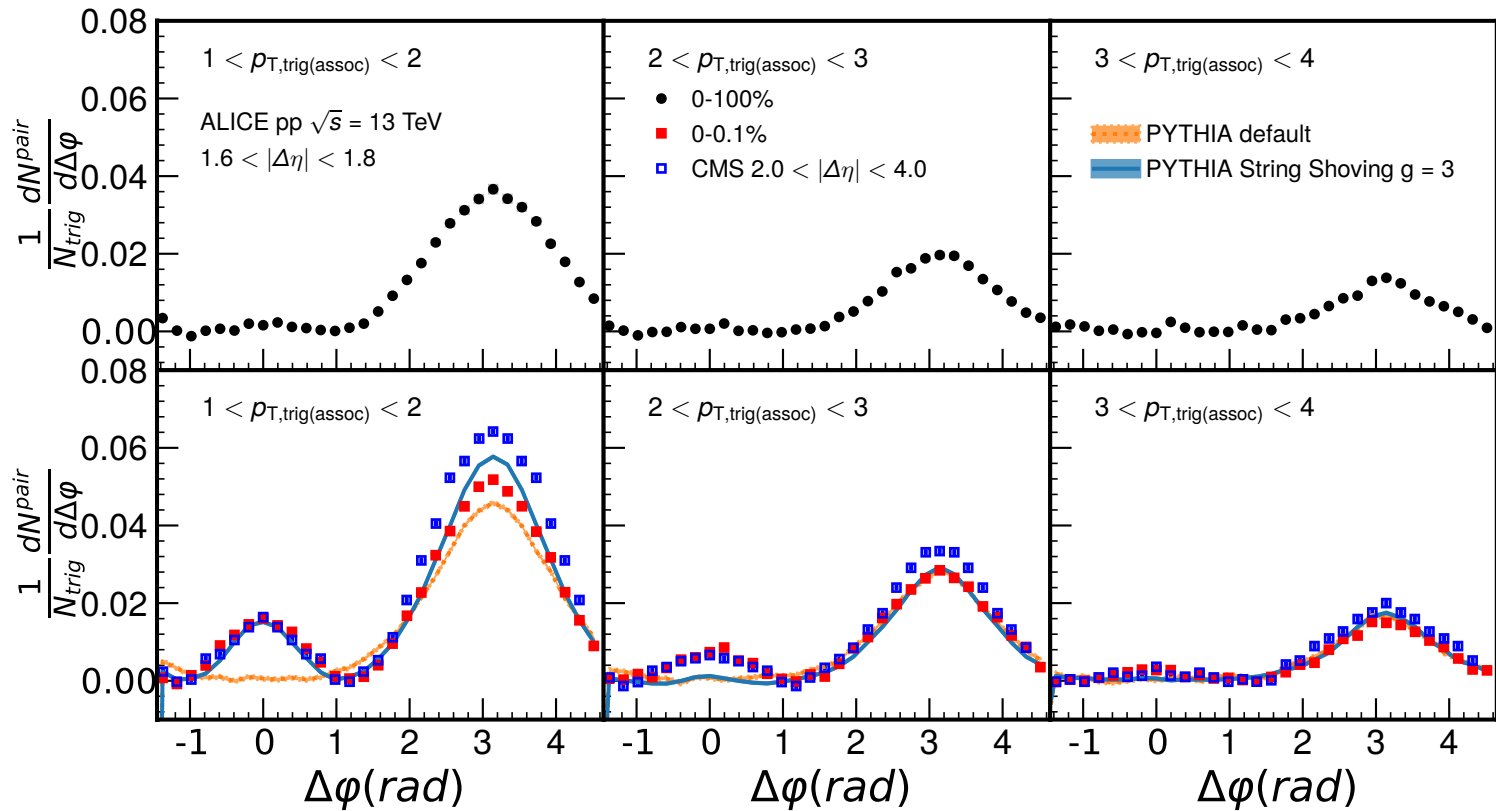 0.08
0.06
0.04
0.02
0.00
1/N_trig dN^pair/dΔφ
1 < p_T,trig(assoc) < 2
ALICE pp √s = 13 TeV
1.6 < |Δη| < 1.8
2 < p_T,trig(assoc) < 3
0-100%
0-0.1%
CMS 2.0 < |Δη| < 4.0
3 < p_T,trig(assoc) < 4
PYTHIA default
PYTHIA String Shoving g = 3
0.08
0.06
0.04
0.02
0.00
1/N_trig dN^pair/dΔφ
1 < p_T,trig(assoc) < 2
2 < p_T,trig(assoc) < 3
3 < p_T,trig(assoc) < 4
-1 0 1 2 3 4
-1 0 1 2 3 4
-1 0 1 2 3 4
Δφ(rad)
Δφ(rad)
Δφ(rad)